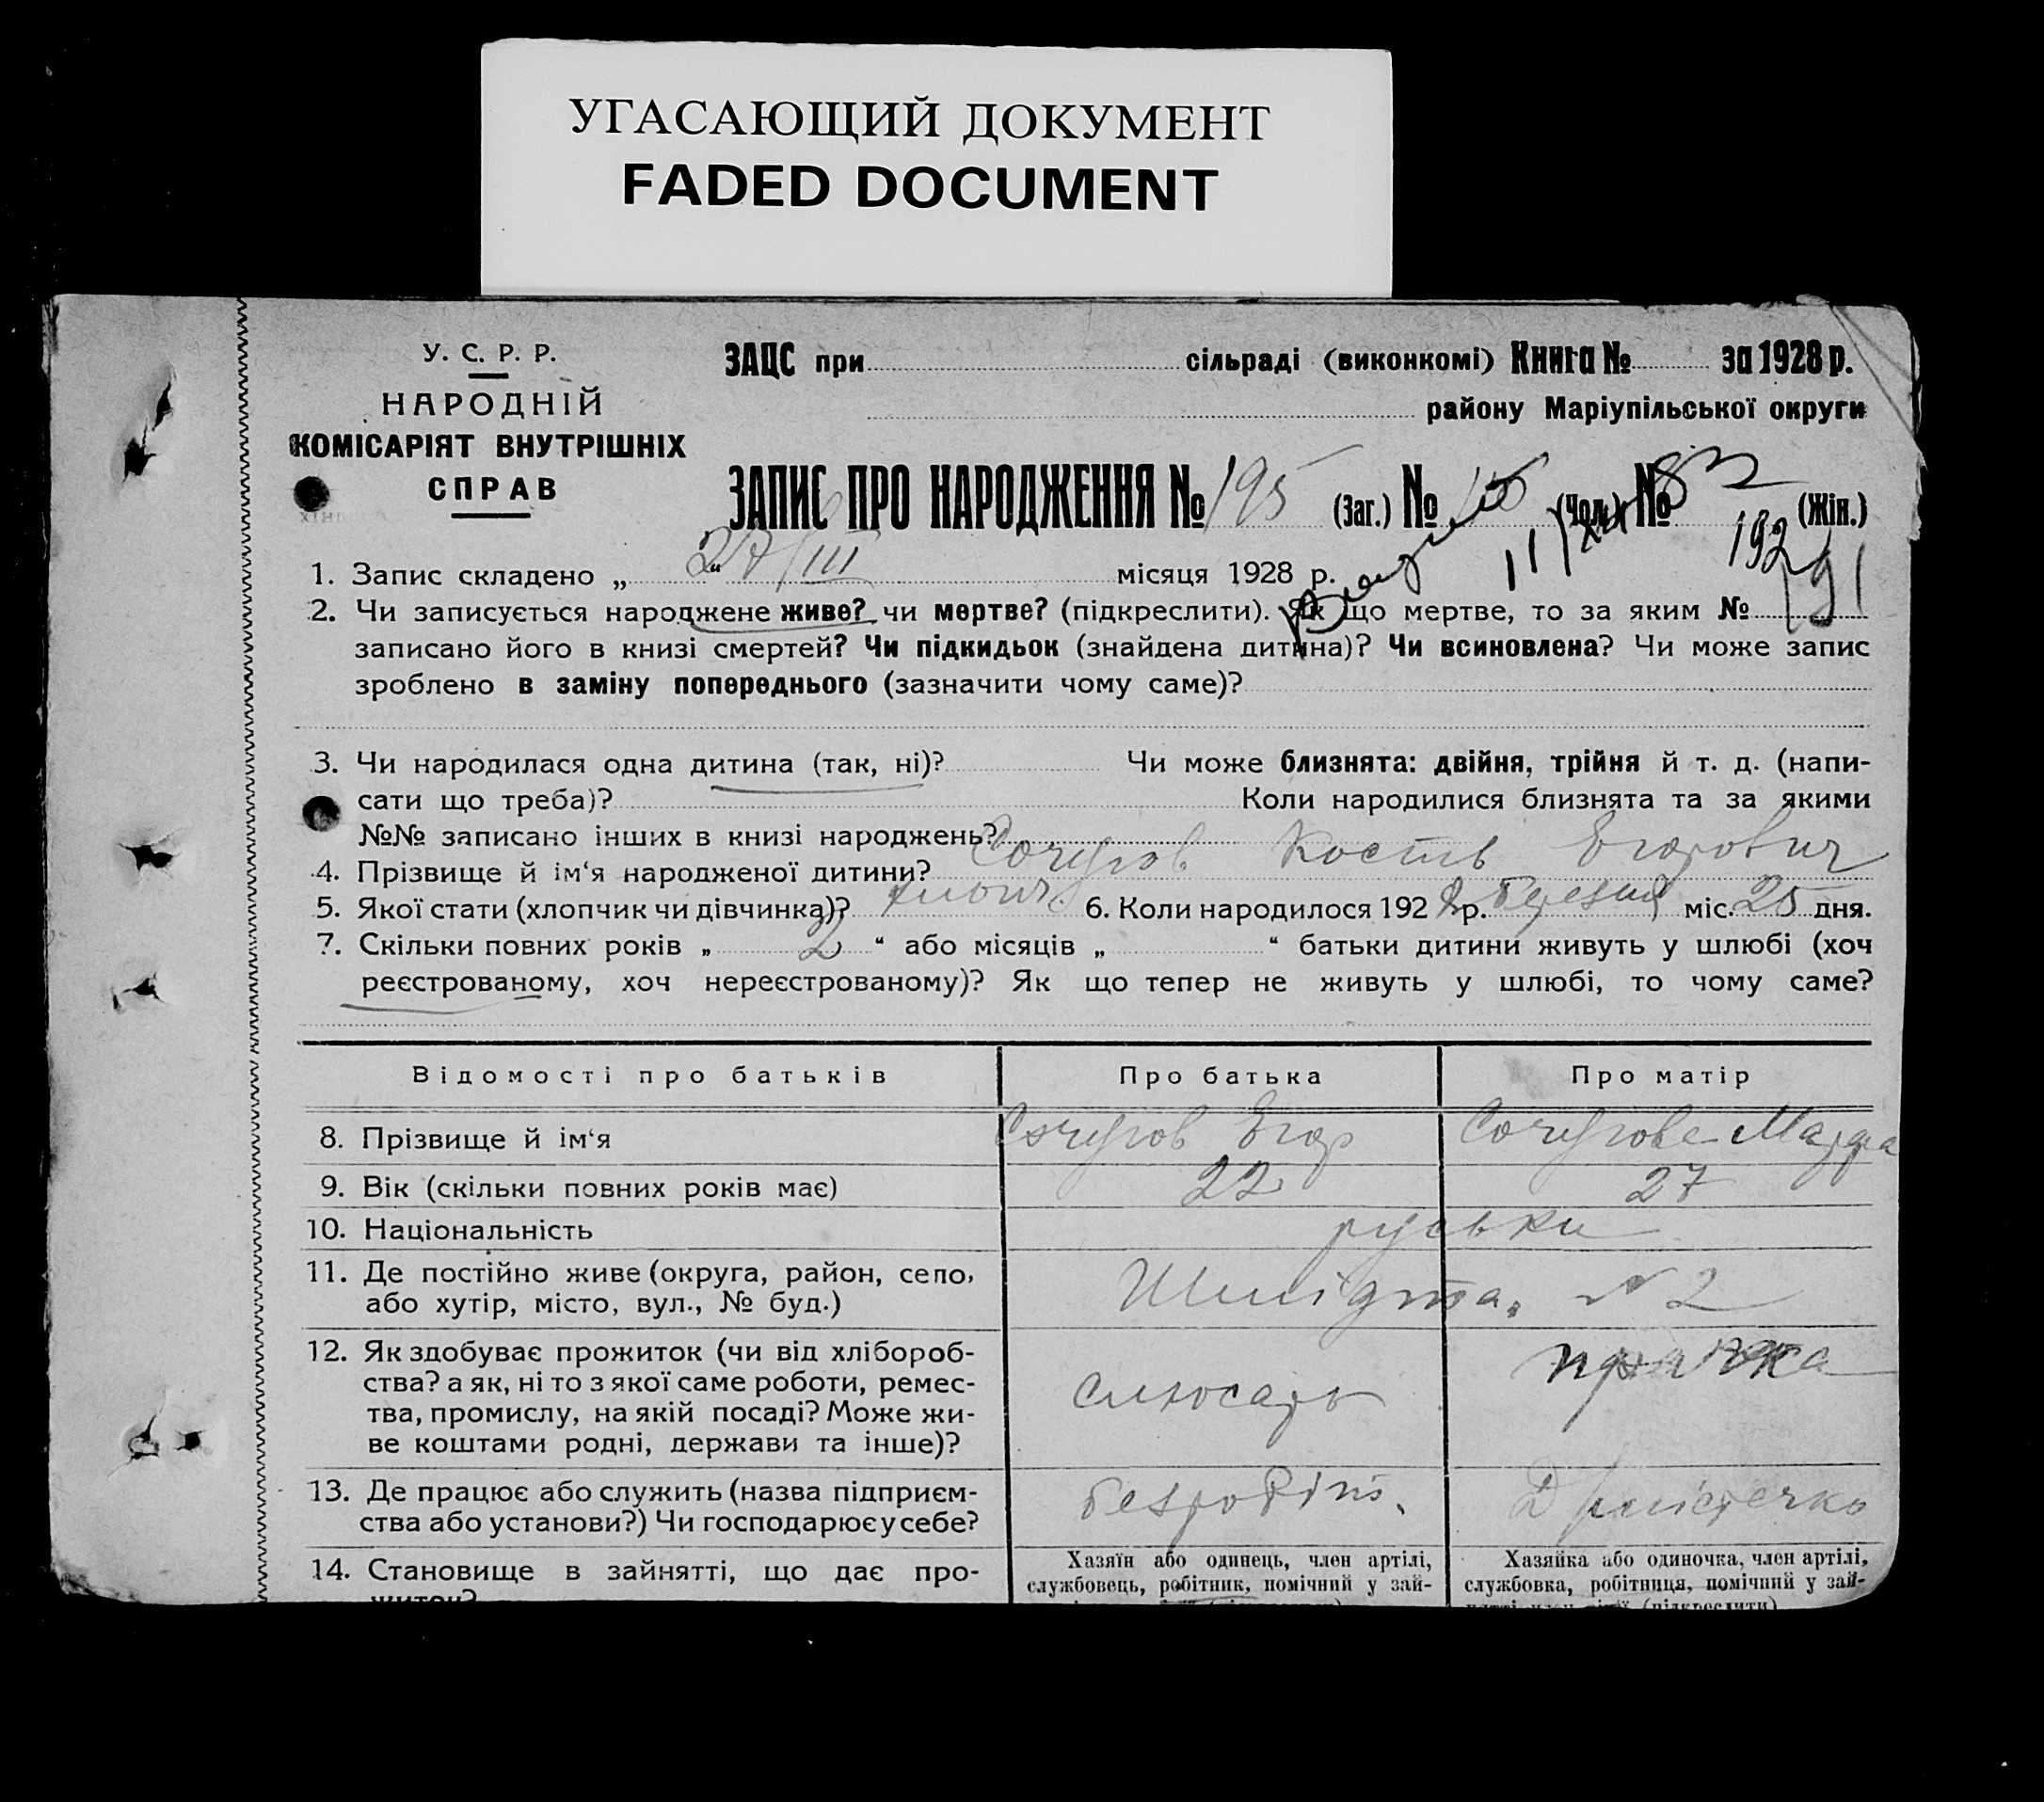 УГАСАЮЩИЙ ДОКУМЕНТ
FADED DOCUMENT
У. С. Р. Р.
НАРОДНІЙ
КОМІСАРІЯТ ВНУТРІШНІХ
СПРАВ
ЗАЦС при сільраді (виконкомі) Книга № за 1928 р.
району Маріупільської округи
ЗАПИС ПРО НАРОДЖЕННЯ № 195 (Заг.) № (Чол.) № (Жін.)
1. Запис складено „ 27/III “ місяця 1928 р.
2. Чи записується народжене живе? чи мертве? (підкреслити). Як що мертве, то за яким №
записано його в книзі смертей? Чи підкидьок (знайдена дитина)? Чи всиновлена? Чи може запис
зроблено в заміну попереднього (зазначити чому саме)?
3. Чи народилася одна дитина (так, ні)? Чи може близнята: двійня, трійня й т. д. (напи-
сати що треба)? Коли народилися близнята та за якими
№№ записано інших в книзі народжень?
4. Прізвище й ім‘я народженої дитини? Кость Егорович
5. Якої стати (хлопчик чи дівчинка)? хлопч. 6. Коли народилося 1928 р. березня міс. 25 дня.
7. Скільки повних років „ 2 “ або місяців „ “ батьки дитини живуть у шлюбі (хоч
реєстрованому, хоч нереєстрованому)? Як що тепер не живуть у шлюбі, то чому саме?
Відомості про батьків Про батька Про матір
8. Прізвище й ім‘я Егор Марфа
9. Вік (скільки повних років має) 22 27
10. Національність руськи
11. Де постійно живе (округа, район, село,
або хутір, місто, вул., № буд.) Шмідта. № 2
12. Як здобуває прожиток (чи від хлібороб-
ства? а як, ні то з якої саме роботи, ремес-
тва, промислу, на якій посаді? Може жи-
ве коштами родні, держави та інше)? слюсарь прачка
13. Де працює або служить (назва підприєм-
ства або установи?) Чи господарює у себе? безробітн.
14. Становище в зайнятті, що дає про-
житок?
Хазяїн або одинець, член артілі,
службовець, робітник, помічний у зай-
Хазяйка або одиночка, член артілі,
службовка, робітниця, помічний у зай-